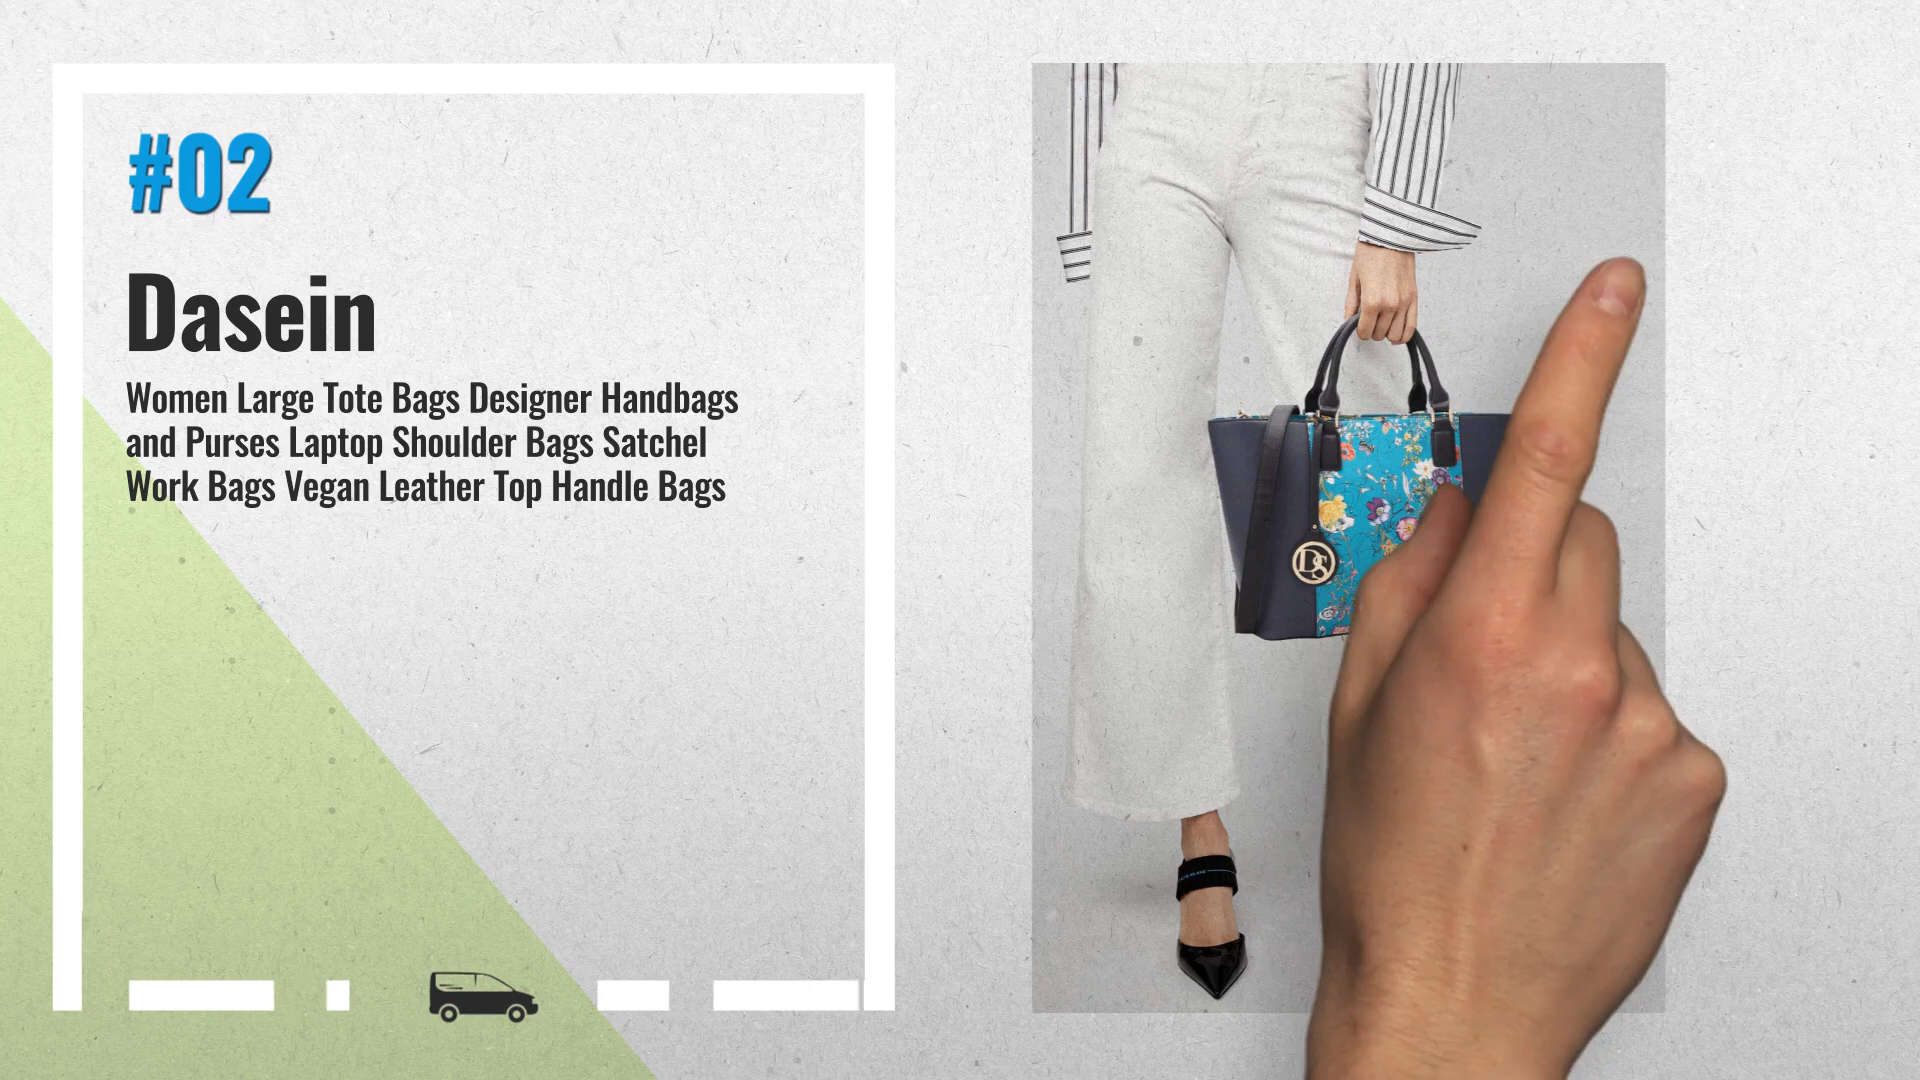 #02
Dasein
Women Large Tote Bags Designer Handbags
and Purses Laptop Shoulder Bags Satchel
Work Bags Vegan Leather Top Handle Bags
DS